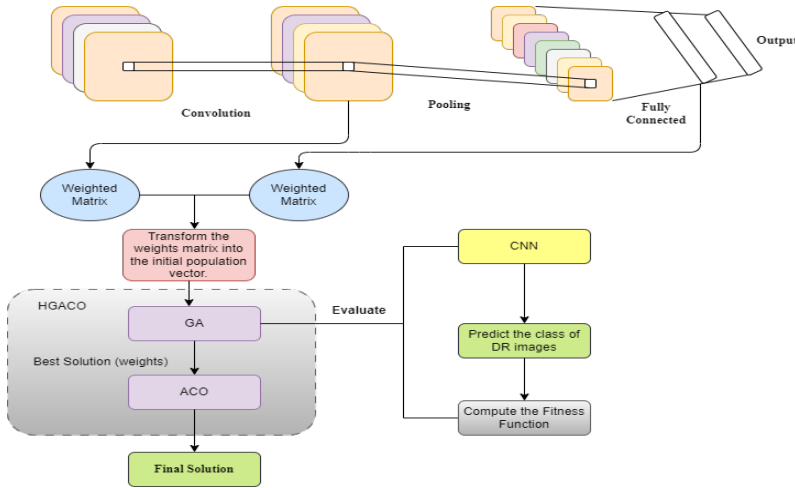 Output
Convolution
Pooling
Fully
Connected
Weighted
Matrix
Weighted
Matrix
Transform the
weights matrix into
the initial population
vector.
CNN
HGACO
GA
Evaluate
Predict the class of
DR images
Best Solution (weights)
ACO
Compute the Fitness
Function
Final Solution